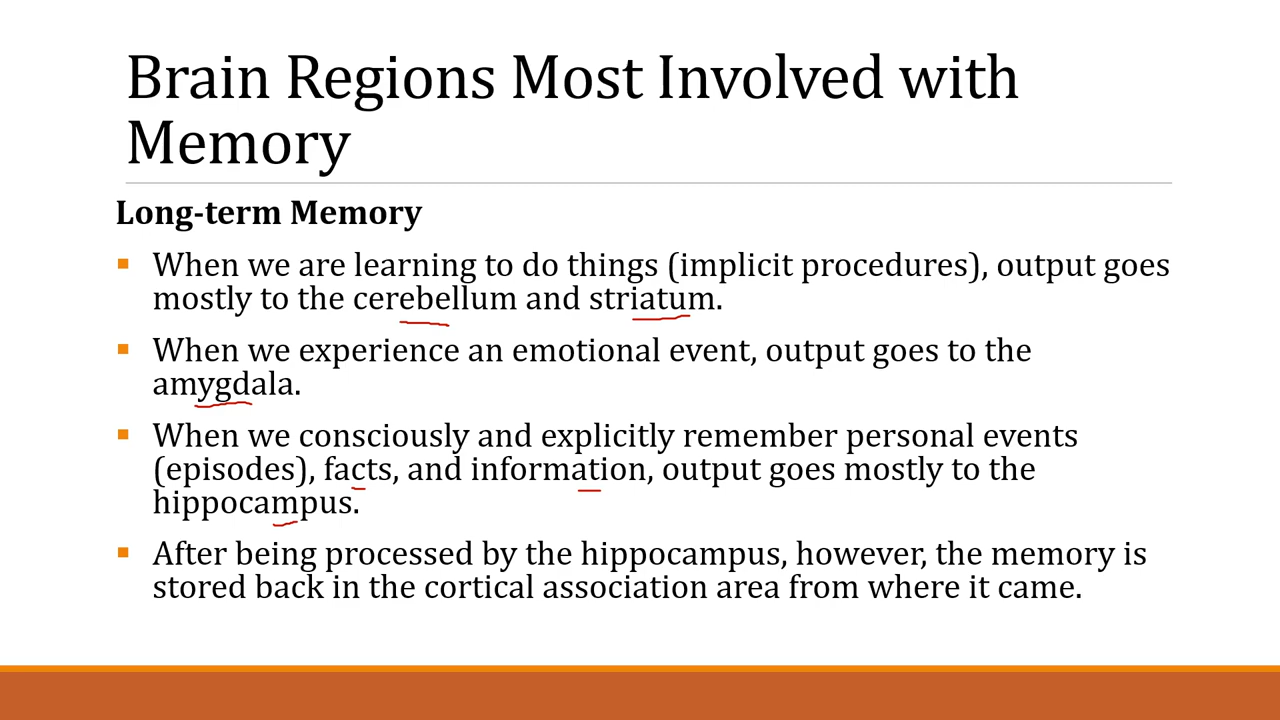 Brain Regions Most Involved with
Memory
Long-term Memory
▪ When we are learning to do things (implicit procedures), output goes
mostly to the cerebellum and striatum.
▪ When we experience an emotional event, output goes to the
amygdala.
▪ When we consciously and explicitly remember personal events
(episodes), facts, and information, output goes mostly to the
hippocampus.
▪ After being processed by the hippocampus, however, the memory is
stored back in the cortical association area from where it came.